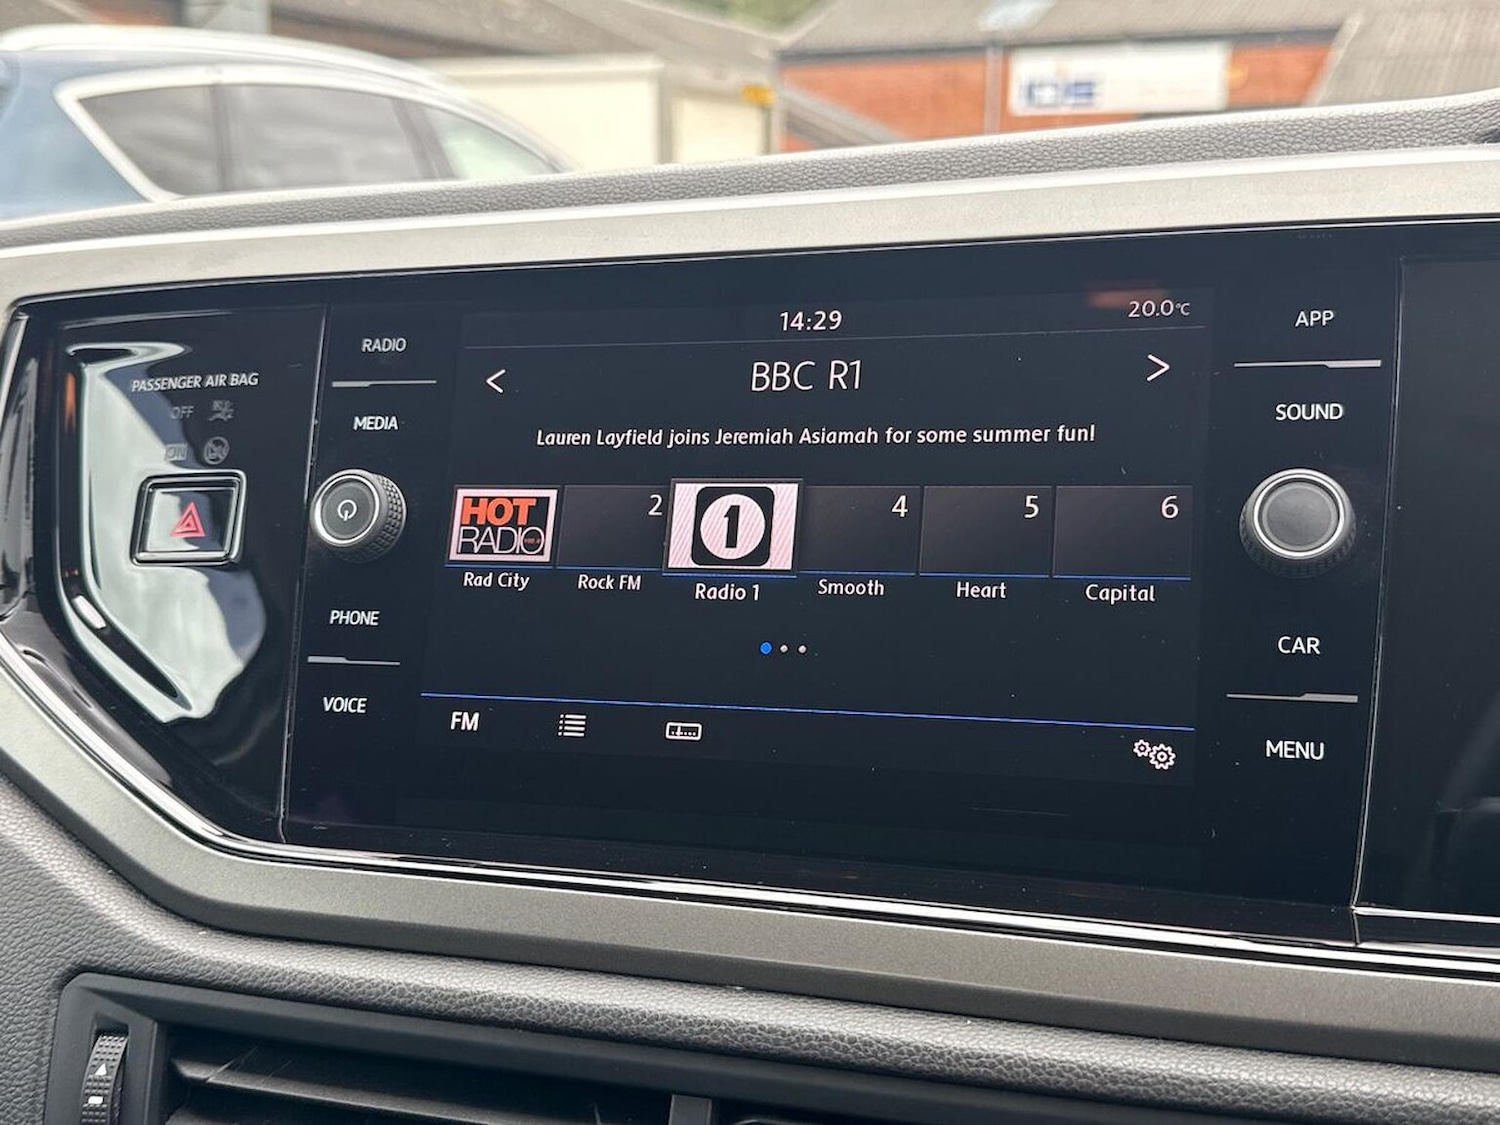 14:29
20.0°C
APP
RADIO
PASSENGER AIR BAG
OFF
ON
MEDIA
< BBC R1 >
SOUND
Lauren Layfield joins Jeremiah Asiamah for some summer fun!
HOT
RADIO
2
1
4
5
6
Rad City
Rock FM
Radio 1
Smooth
Heart
Capital
PHONE
CAR
VOICE
FM
MENU